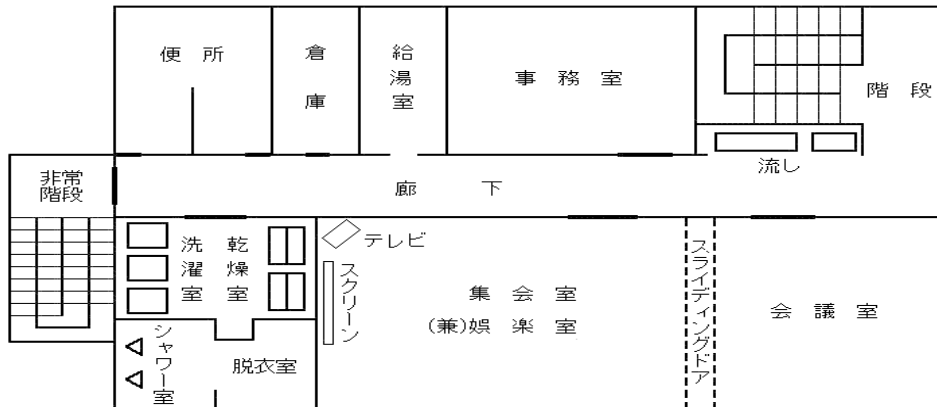 便所
倉庫
給湯室
事務室
階段
流し
非常
階段
廊下
洗濯室
乾燥室
テレビ
スクリーン
集会室
(兼)娯楽室
スライディングドア
会議室
シャワー室
脱衣室